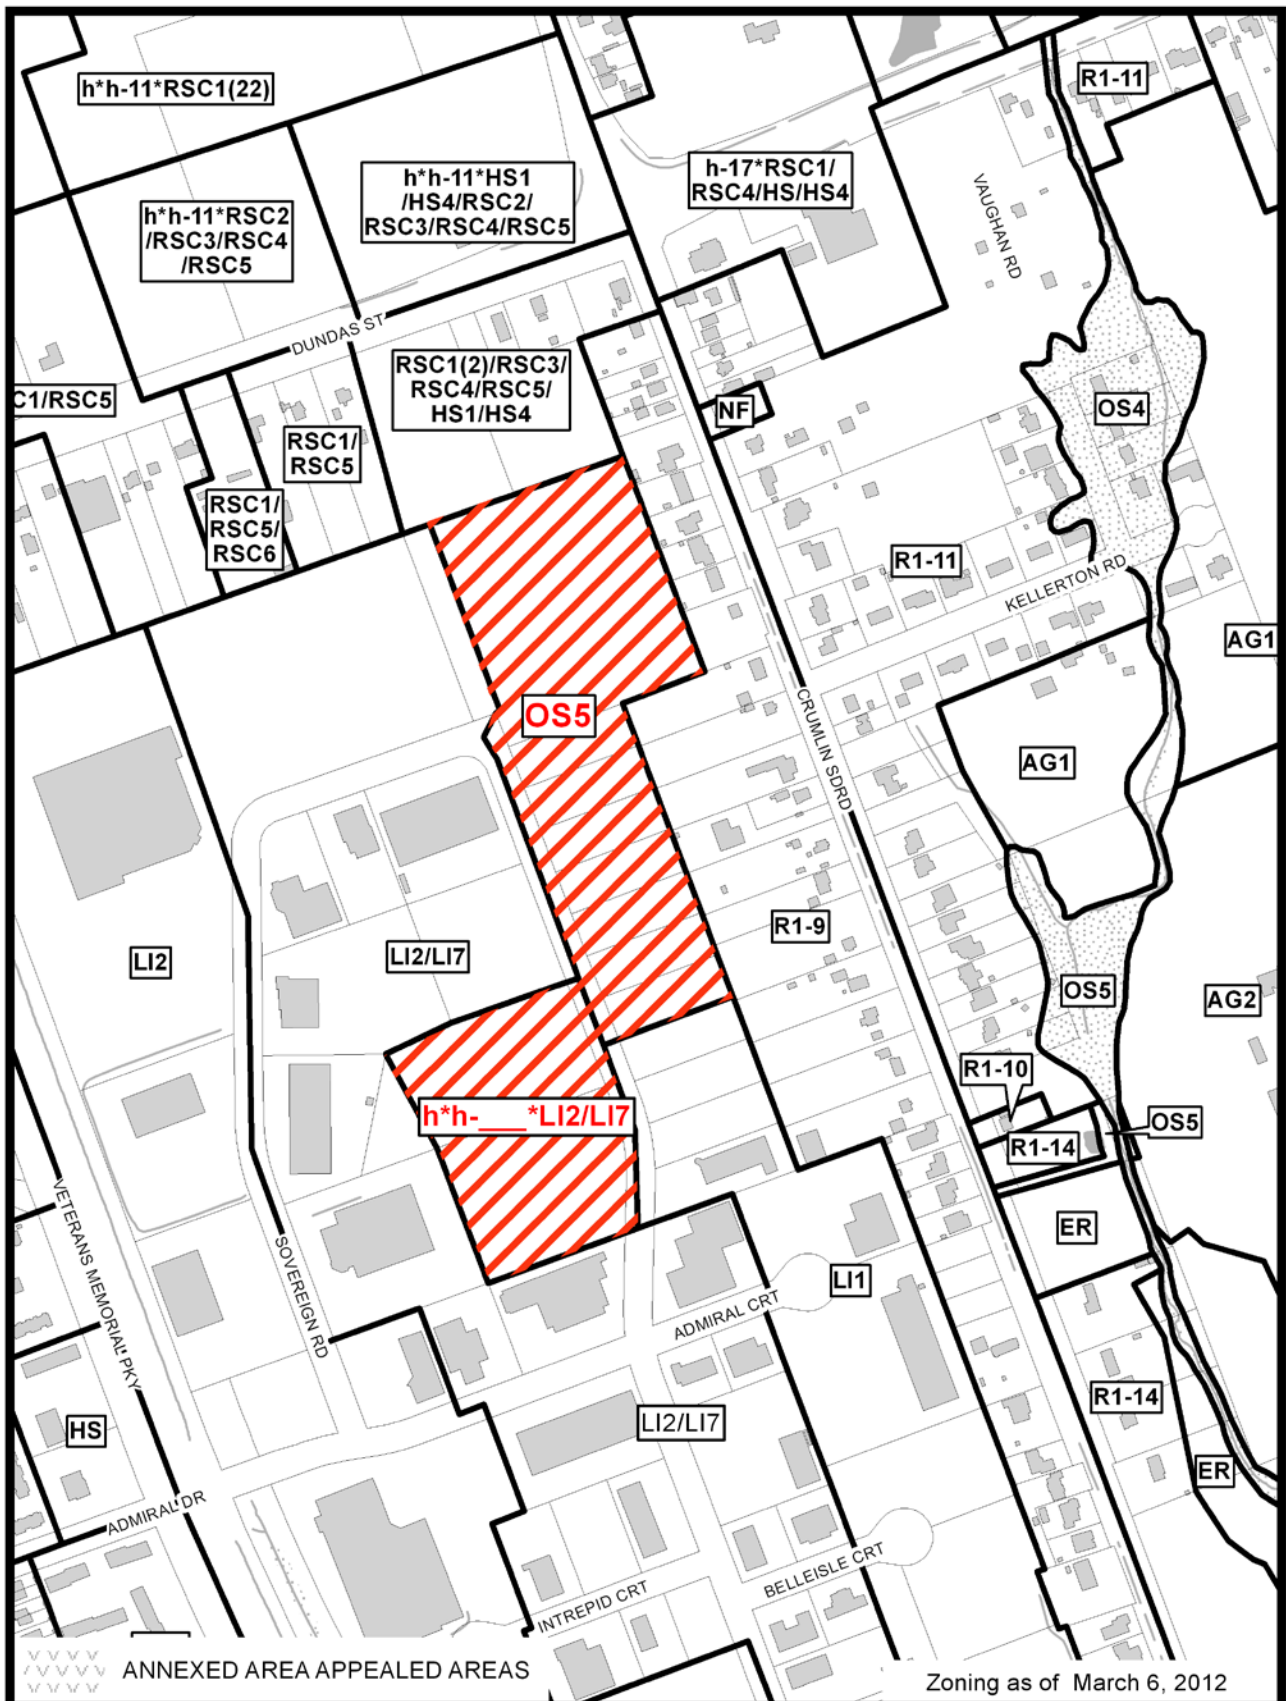 h*h-11*RSC1(22)
R1-11
h*h-11*HS1
/HS4/RSC2/
RSC3/RSC4/RSC5
h-17*RSC1/
RSC4/HS/HS4
h*h-11*RSC2
/RSC3/RSC4
/RSC5
VAUGHAN RD
DUNDAS ST
RSC1(2)/RSC3/
RSC4/RSC5/
HS1/HS4
C1/RSC5
NF
OS4
RSC1/
RSC5
RSC1/
RSC5/
RSC6
R1-11
KELLERTON RD
AG1
OS5
CRUMLIN SDRD
AG1
R1-9
LI2
LI2/LI7
OS5
AG2
R1-10
h*h-___*LI2/LI7
OS5
R1-14
VETERANS MEMORIAL PKY
SOVEREIGN RD
ER
LI1
ADMIRAL CRT
R1-14
HS
LI2/LI7
ER
ADMIRAL DR
BELLEISLE CRT
INTREPID CRT
ANNEXED AREA APPEALED AREAS
Zoning as of March 6, 2012